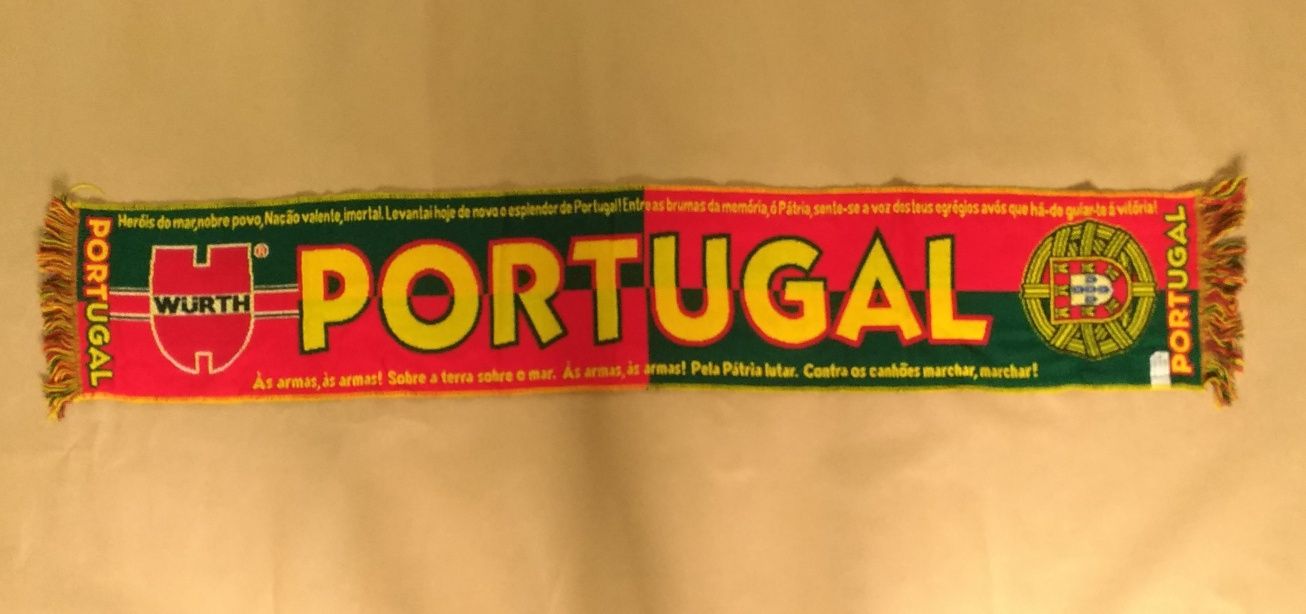 Heróis do mar, nobre povo, Nação valente, imortal. Levantai hoje de novo o esplendor de Portugal! Entre as brumas da memória, ó Pátria, sente-se a voz dos teus egrégios avós que há-de guiar-te á vitória!
PORTUGAL
WÜRTH ®
PORTUGAL
PORTUGAL
Às armas, às armas! Sobre a terra sobre o mar. Ás armas, às armas! Pela Pátria lutar. Contra os canhões marchar, marchar!